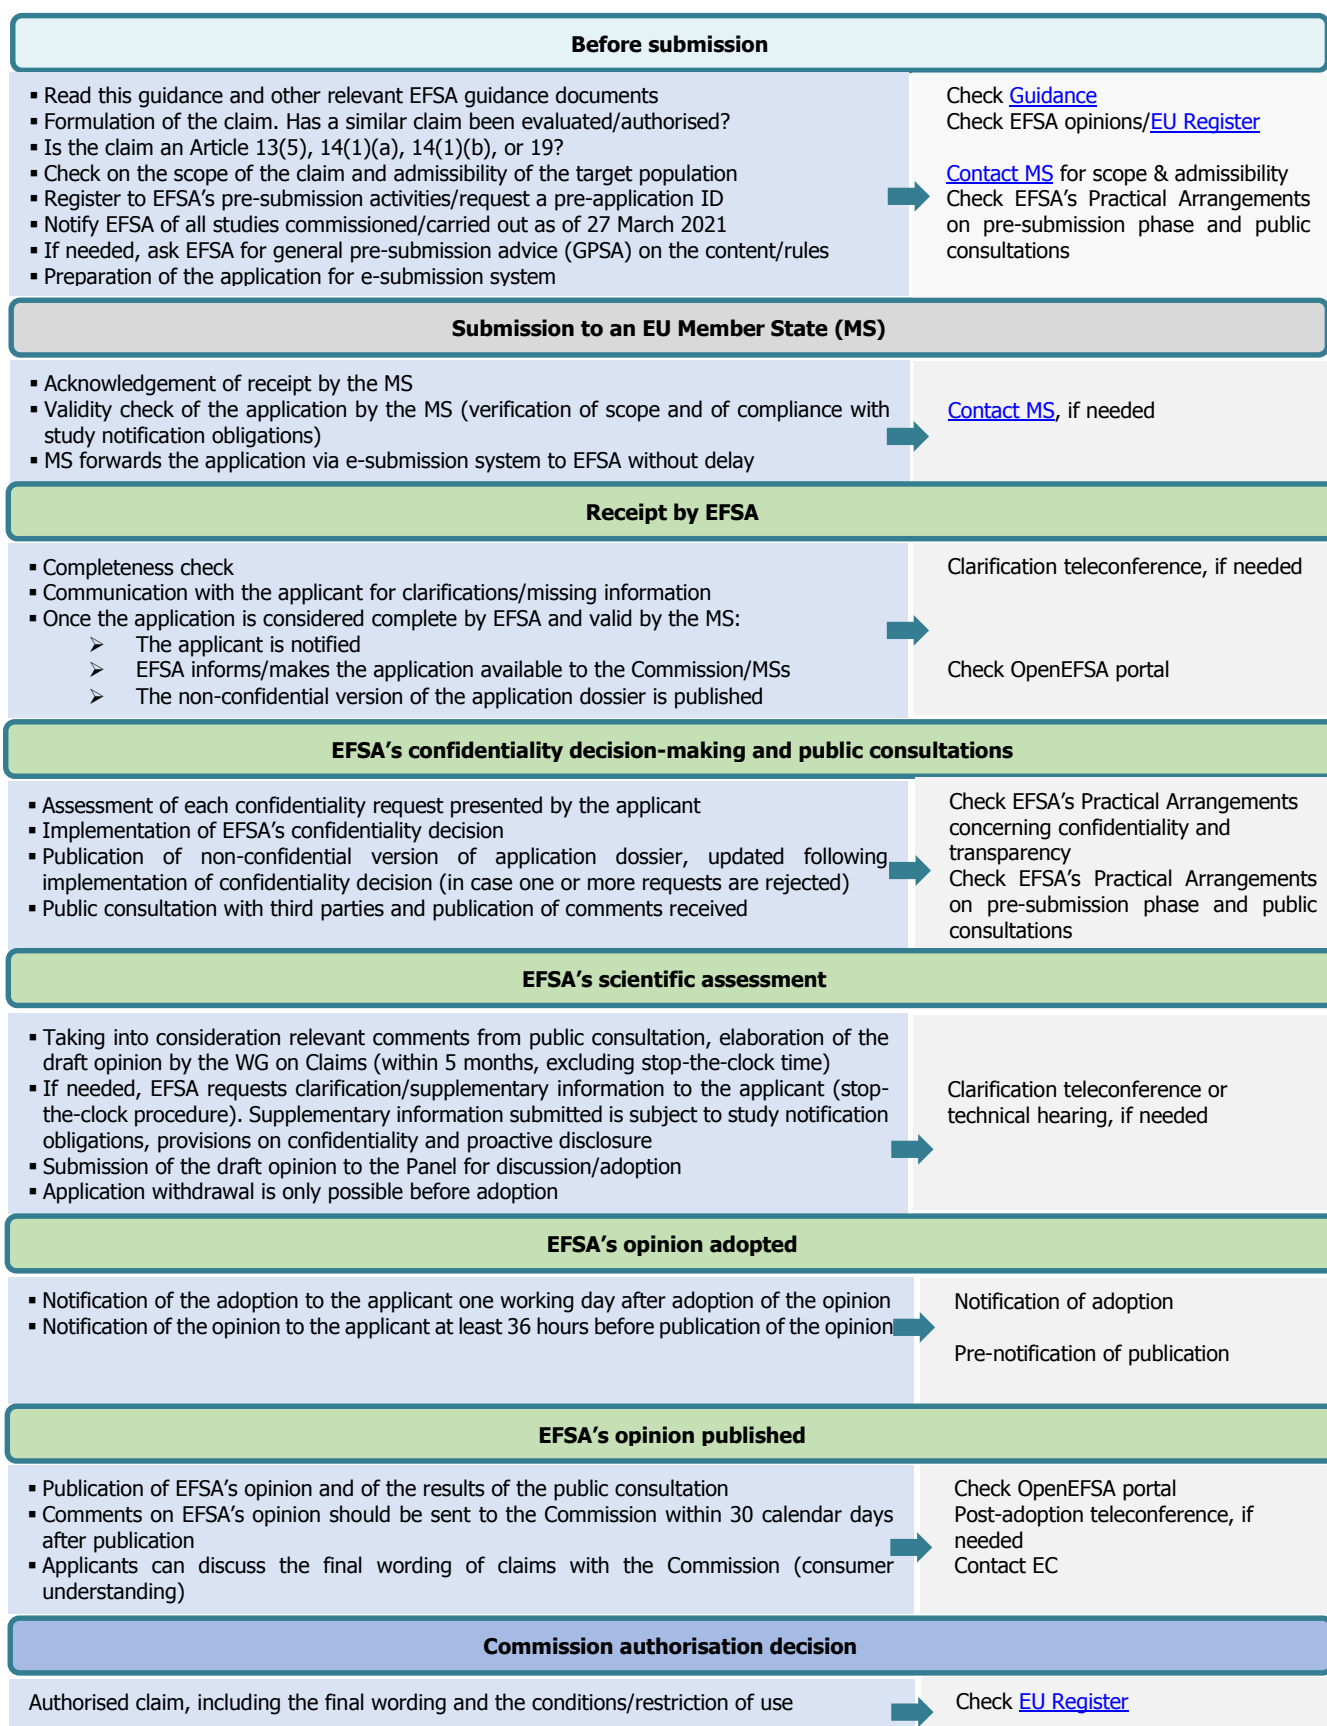 Before submission
▪ Read this guidance and other relevant EFSA guidance documents
▪ Formulation of the claim. Has a similar claim been evaluated/authorised?
▪ Is the claim an Article 13(5), 14(1)(a), 14(1)(b), or 19?
▪ Check on the scope of the claim and admissibility of the target population
▪ Register to EFSA's pre-submission activities/request a pre-application ID
▪ Notify EFSA of all studies commissioned/carried out as of 27 March 2021
▪ If needed, ask EFSA for general pre-submission advice (GPSA) on the content/rules
▪ Preparation of the application for e-submission system
Check Guidance
Check EFSA opinions/EU Register
Contact MS for scope & admissibility
Check EFSA's Practical Arrangements
on pre-submission phase and public
consultations
Submission to an EU Member State (MS)
▪ Acknowledgement of receipt by the MS
▪ Validity check of the application by the MS (verification of scope and of compliance with
study notification obligations)
▪ MS forwards the application via e-submission system to EFSA without delay
Contact MS, if needed
Receipt by EFSA
▪ Completeness check
▪ Communication with the applicant for clarifications/missing information
▪ Once the application is considered complete by EFSA and valid by the MS:
➢ The applicant is notified
➢ EFSA informs/makes the application available to the Commission/MSs
➢ The non-confidential version of the application dossier is published
Clarification teleconference, if needed
Check OpenEFSA portal
EFSA's confidentiality decision-making and public consultations
▪ Assessment of each confidentiality request presented by the applicant
▪ Implementation of EFSA's confidentiality decision
▪ Publication of non-confidential version of application dossier, updated following
implementation of confidentiality decision (in case one or more requests are rejected)
▪ Public consultation with third parties and publication of comments received
Check EFSA's Practical Arrangements
concerning confidentiality and
transparency
Check EFSA's Practical Arrangements
on pre-submission phase and public
consultations
EFSA's scientific assessment
▪ Taking into consideration relevant comments from public consultation, elaboration of the
draft opinion by the WG on Claims (within 5 months, excluding stop-the-clock time)
▪ If needed, EFSA requests clarification/supplementary information to the applicant (stop-
the-clock procedure). Supplementary information submitted is subject to study notification
obligations, provisions on confidentiality and proactive disclosure
▪ Submission of the draft opinion to the Panel for discussion/adoption
▪ Application withdrawal is only possible before adoption
Clarification teleconference or
technical hearing, if needed
EFSA's opinion adopted
▪ Notification of the adoption to the applicant one working day after adoption of the opinion
▪ Notification of the opinion to the applicant at least 36 hours before publication of the opinion
Notification of adoption
Pre-notification of publication
EFSA's opinion published
▪ Publication of EFSA's opinion and of the results of the public consultation
▪ Comments on EFSA's opinion should be sent to the Commission within 30 calendar days
after publication
▪ Applicants can discuss the final wording of claims with the Commission (consumer
understanding)
Check OpenEFSA portal
Post-adoption teleconference, if
needed
Contact EC
Commission authorisation decision
Authorised claim, including the final wording and the conditions/restriction of use
Check EU Register